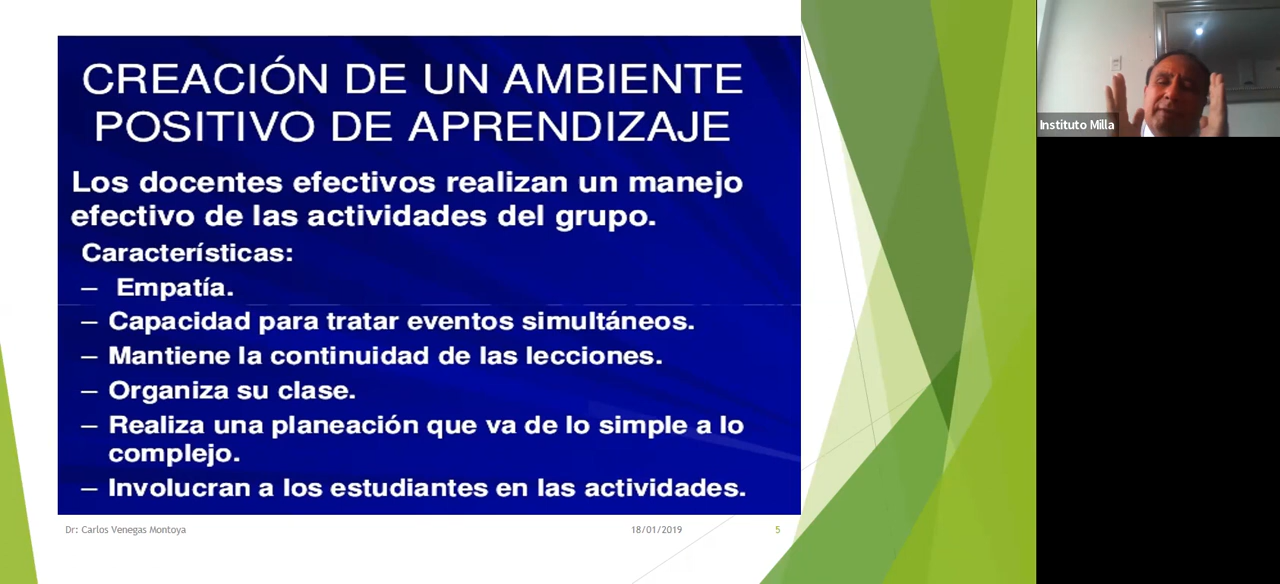 CREACIÓN DE UN AMBIENTE
POSITIVO DE APRENDIZAJE
Los docentes efectivos realizan un manejo
efectivo de las actividades del grupo.
Características:
– Empatía.
– Capacidad para tratar eventos simultáneos.
– Mantiene la continuidad de las lecciones.
– Organiza su clase.
– Realiza una planeación que va de lo simple a lo
complejo.
– Involucran a los estudiantes en las actividades.
Dr: Carlos Venegas Montoya
18/01/2019
5
Instituto Milla